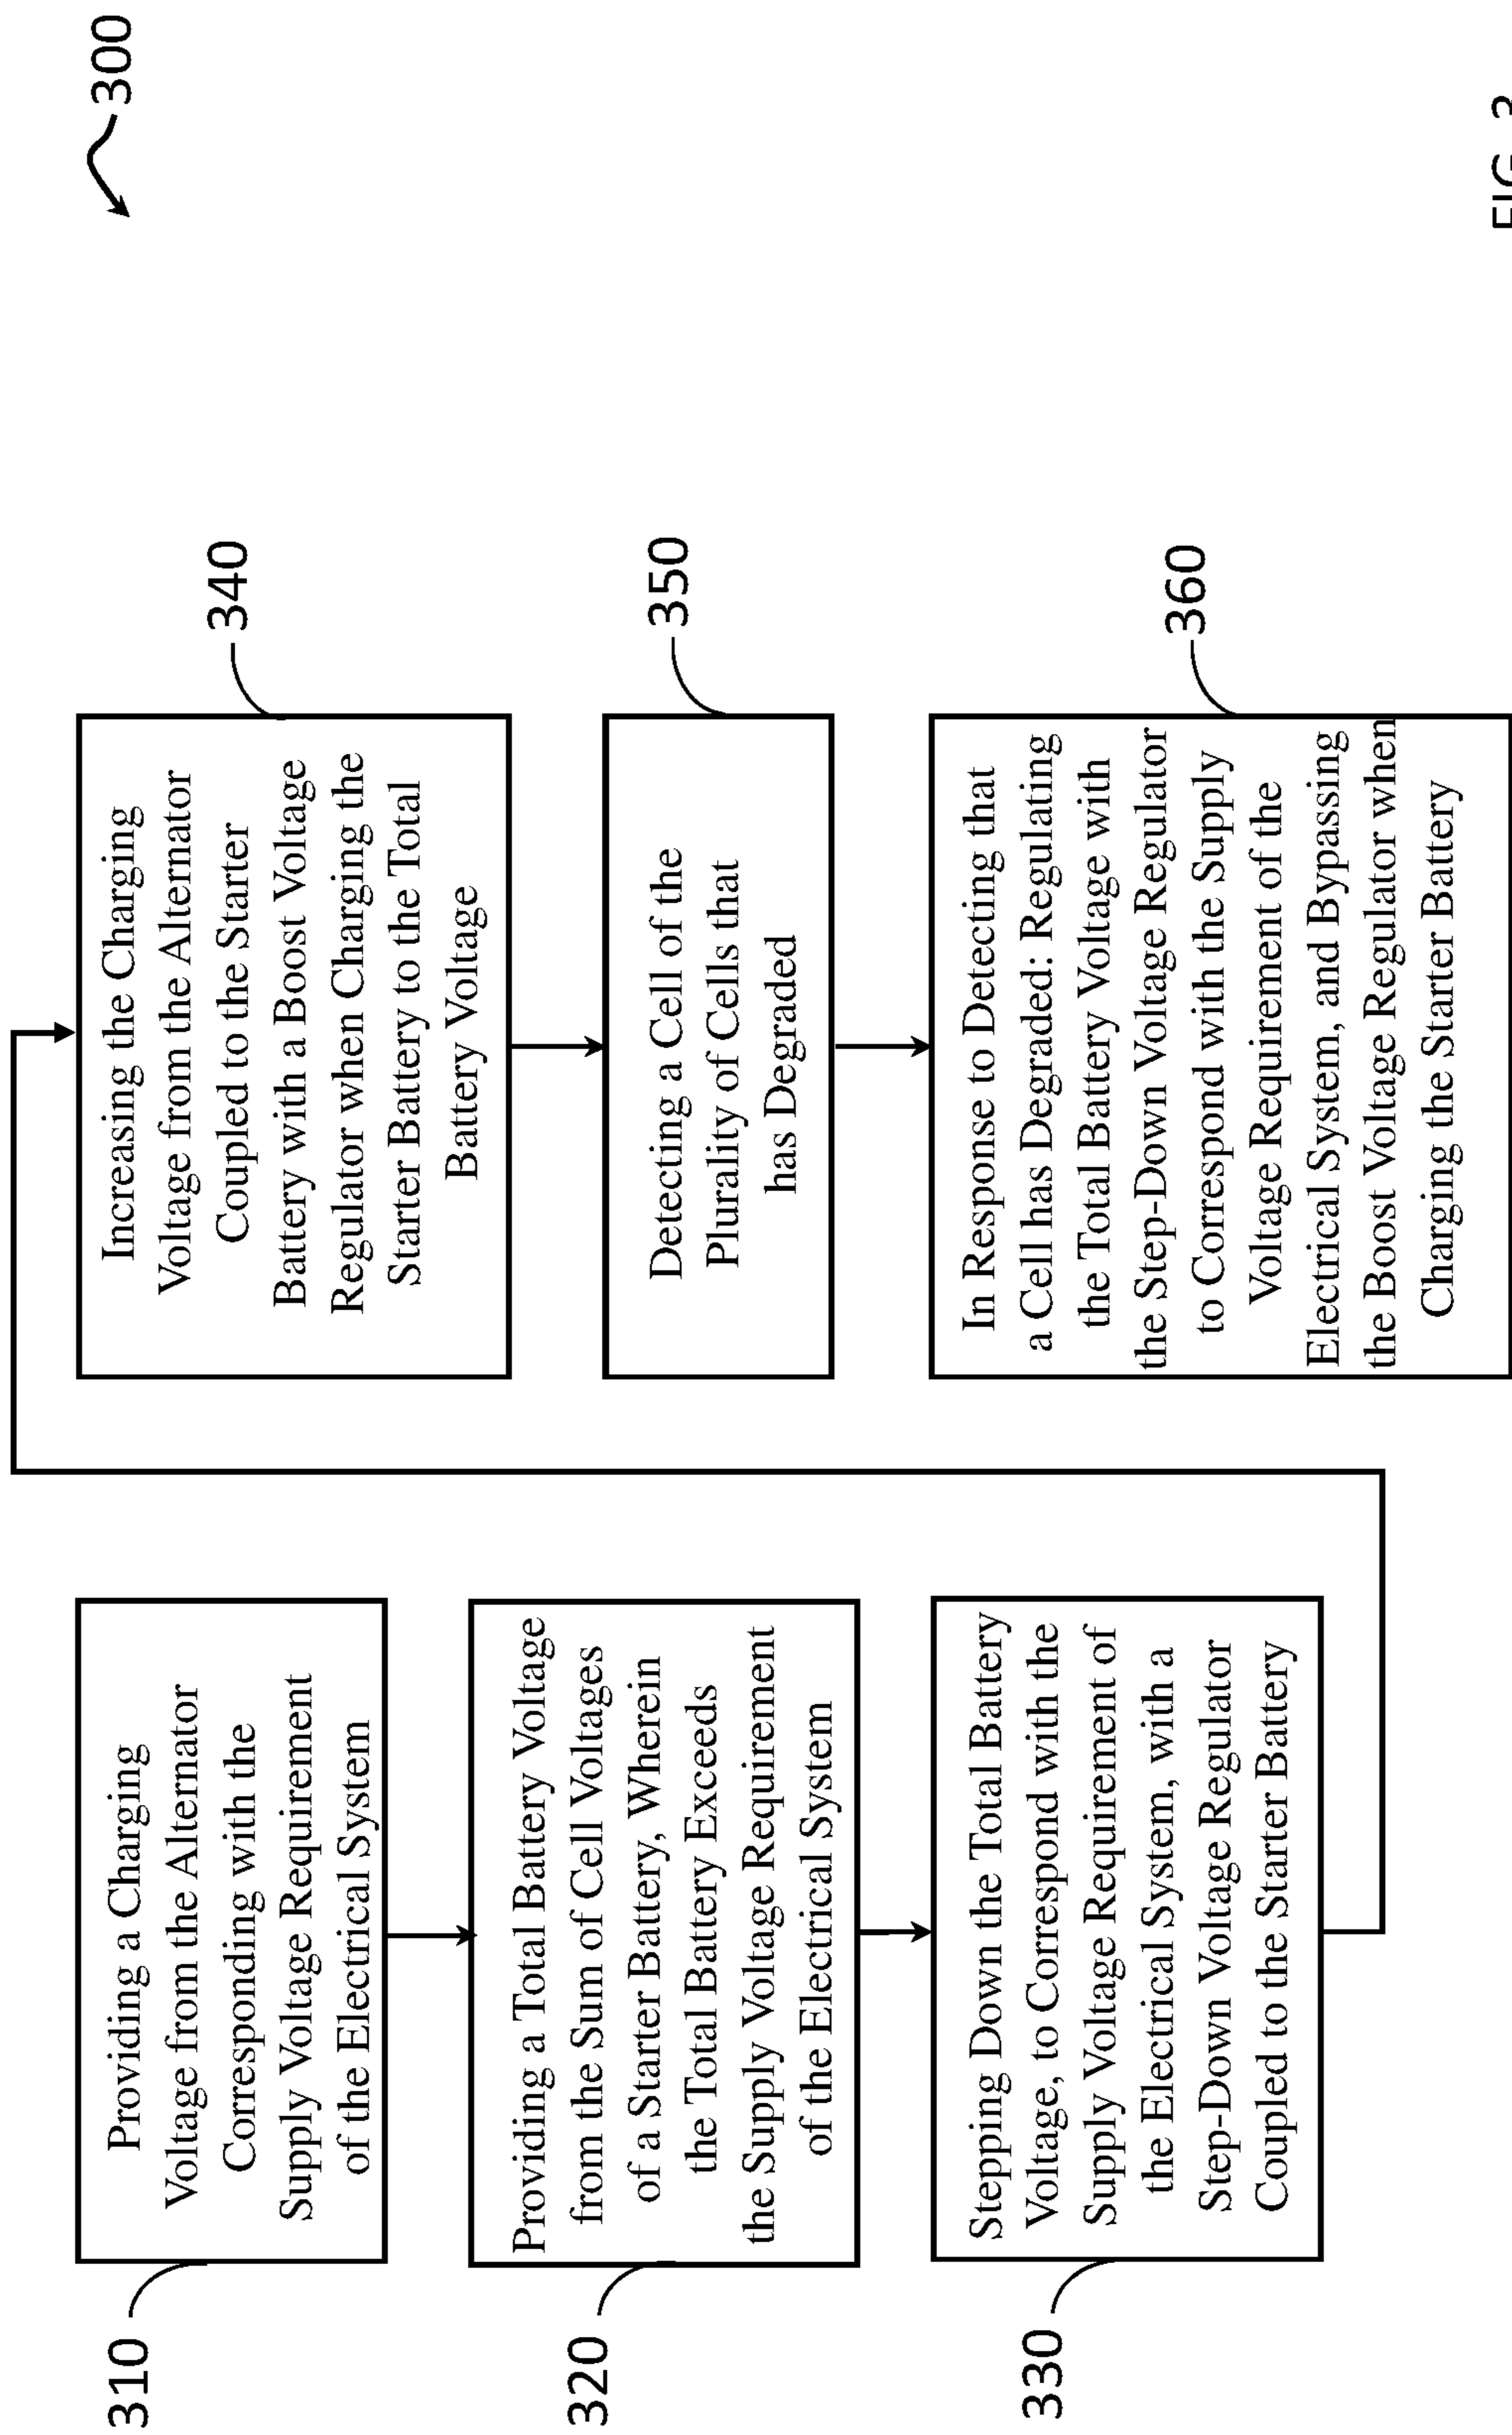 300
310
Providing a Charging
Voltage from the Alternator
Corresponding with the
Supply Voltage Requirement
of the Electrical System
320
Providing a Total Battery Voltage
from the Sum of Cell Voltages
of a Starter Battery, Wherein
the Total Battery Exceeds
the Supply Voltage Requirement
of the Electrical System
330
Stepping Down the Total Battery
Voltage, to Correspond with the
Supply Voltage Requirement of
the Electrical System, with a
Step-Down Voltage Regulator
Coupled to the Starter Battery
340
Increasing the Charging
Voltage from the Alternator
Coupled to the Starter
Battery with a Boost Voltage
Regulator when Charging the
Starter Battery to the Total
Battery Voltage
350
Detecting a Cell of the
Plurality of Cells that
has Degraded
360
In Response to Detecting that
a Cell has Degraded: Regulating
the Total Battery Voltage with
the Step-Down Voltage Regulator
to Correspond with the Supply
Voltage Requirement of the
Electrical System, and Bypassing
the Boost Voltage Regulator when
Charging the Starter Battery
FIG. 3